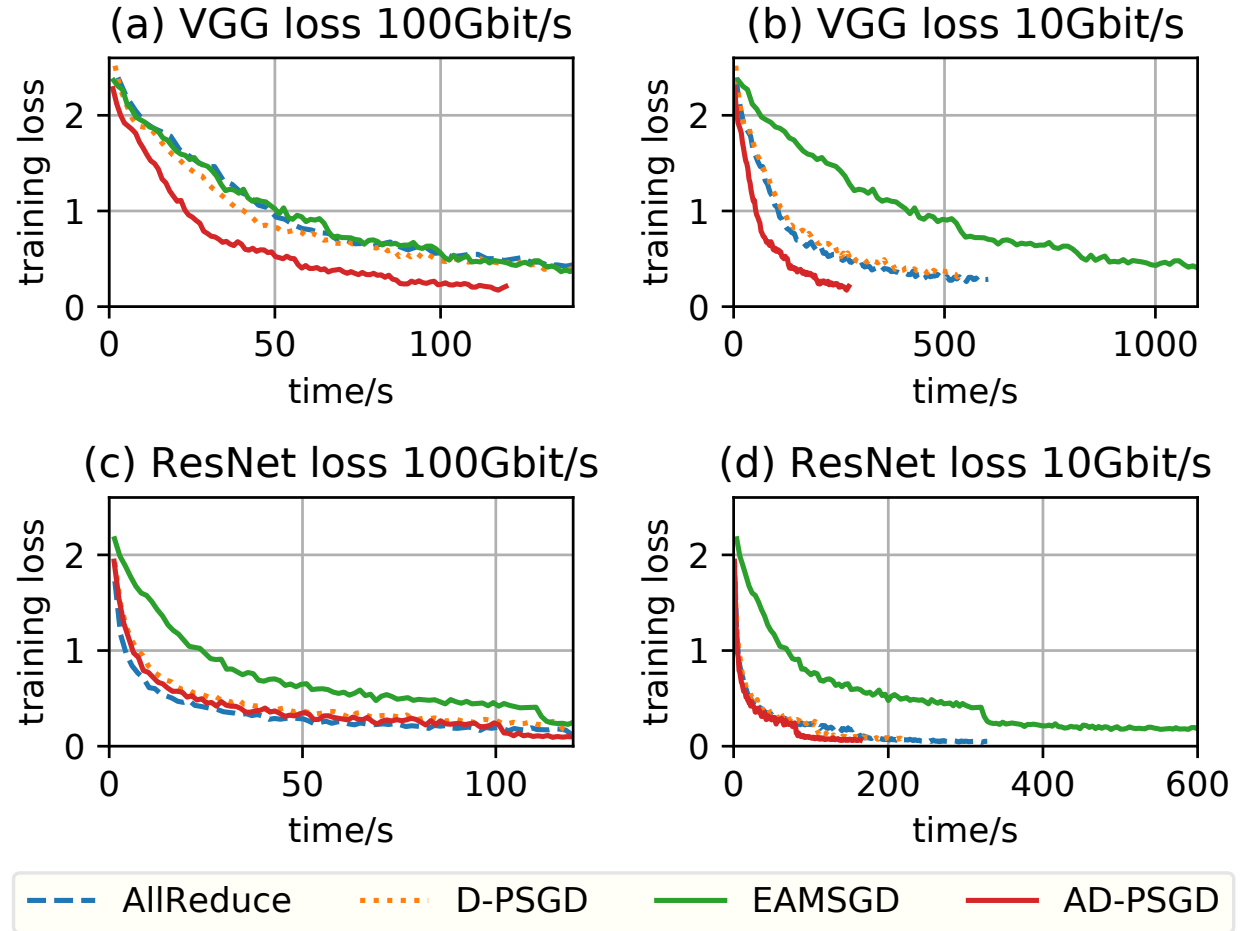 (a) VGG loss 100Gbit/s
training loss
2
1
0
0 50 100
time/s
(b) VGG loss 10Gbit/s
training loss
2
1
0
0 500 1000
time/s
(c) ResNet loss 100Gbit/s
training loss
2
1
0
0 50 100
time/s
(d) ResNet loss 10Gbit/s
training loss
2
1
0
0 200 400 600
time/s
AllReduce D-PSGD EAMSGD AD-PSGD